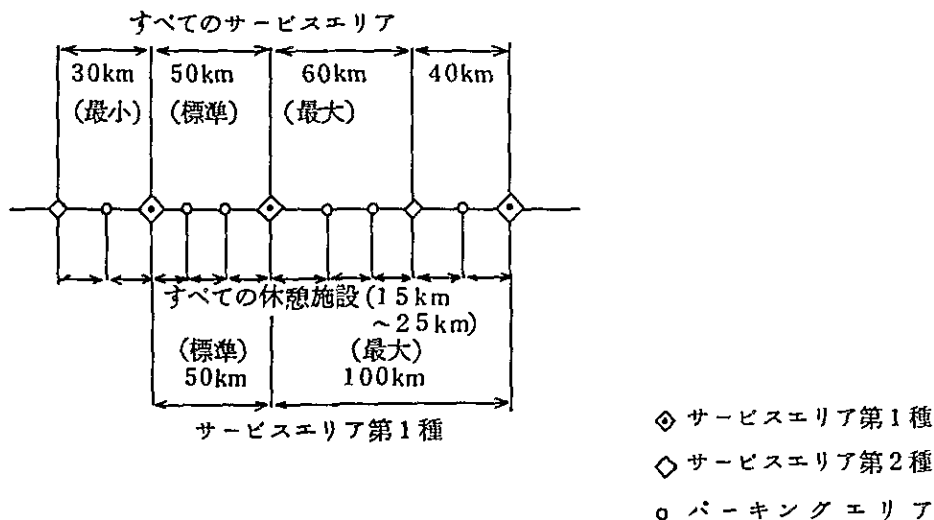 すべてのサービスエリア
30km 50km 60km 40km
(最小) (標準) (最大)
すべての休憩施設(15km
～25km)
(標準) (最大)
50km 100km
サービスエリア第1種
サービスエリア第1種
サービスエリア第2種
パーキングエリア